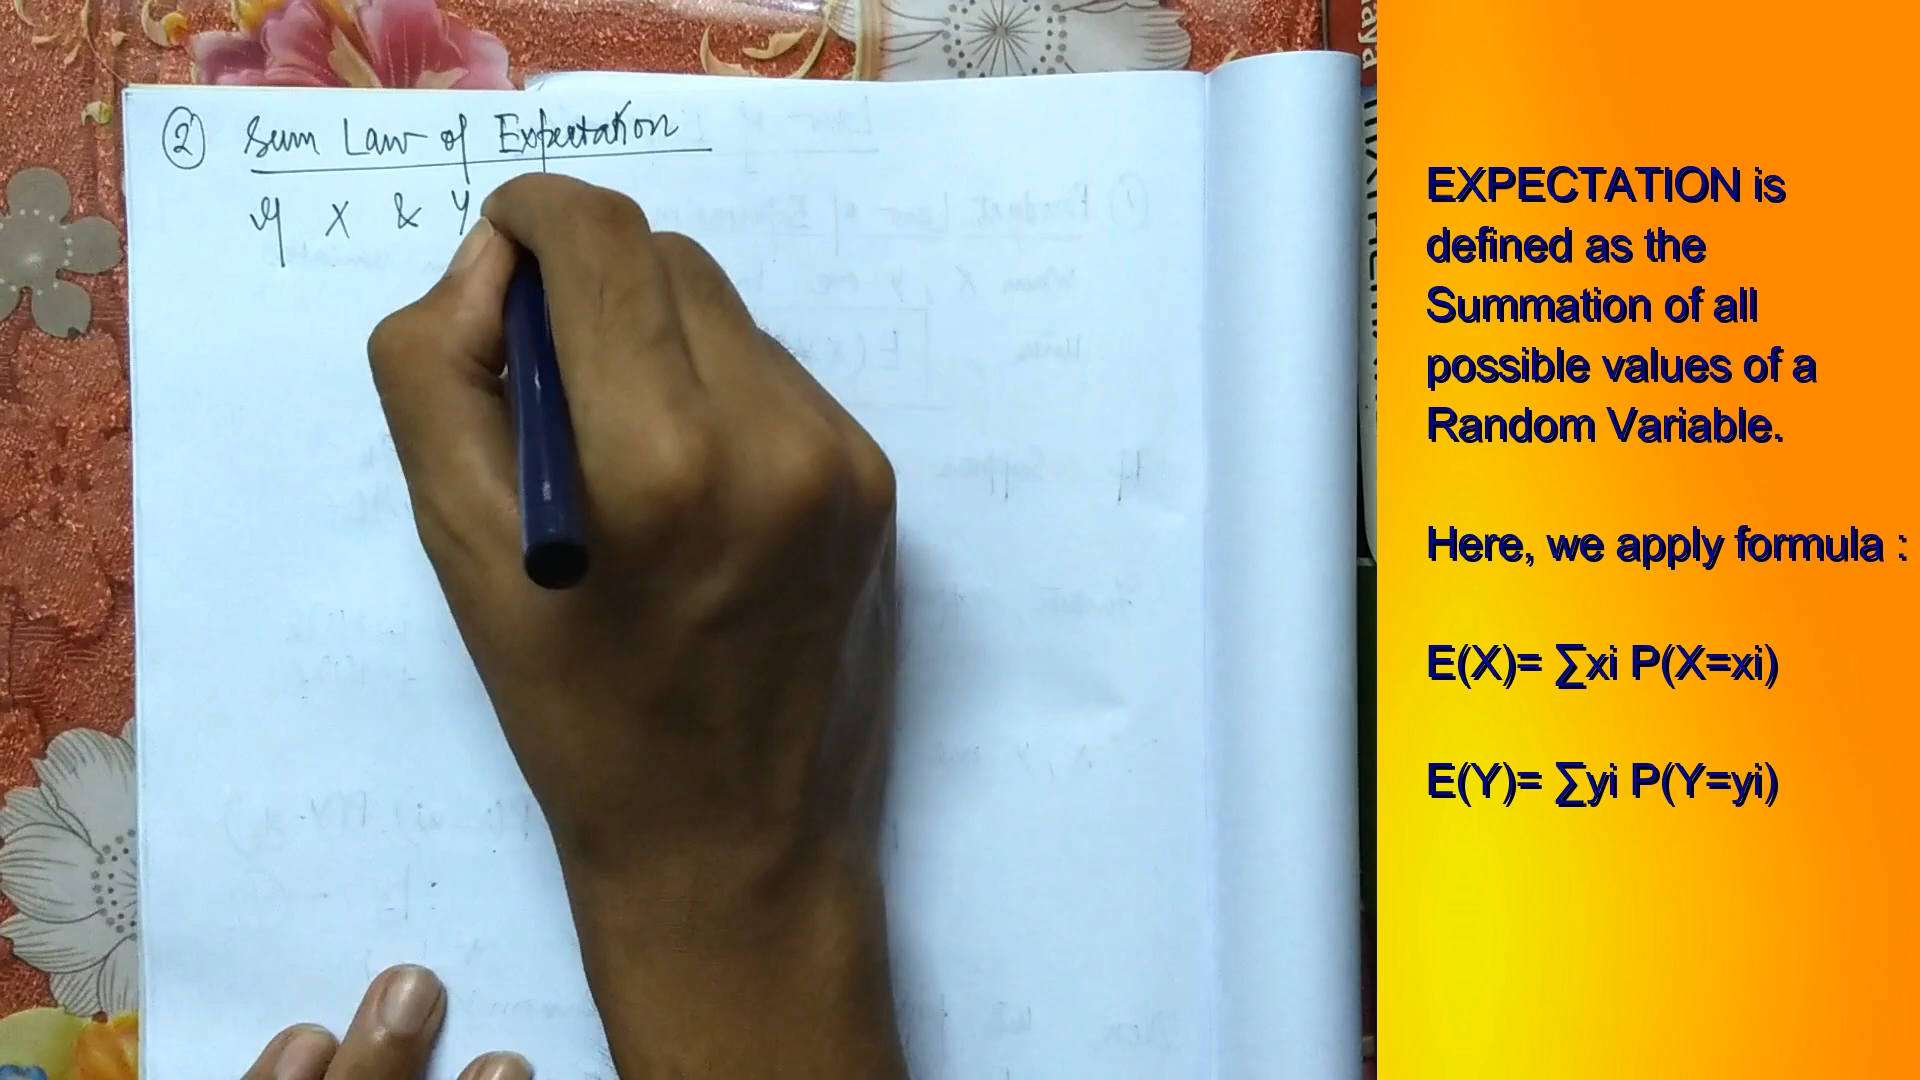 ② Sum Law of Expectation
If X & Y
EXPECTATION is
defined as the
Summation of all
possible values of a
Random Variable.
Here, we apply formula :
E(X)= ∑xi P(X=xi)
E(Y)= ∑yi P(Y=yi)